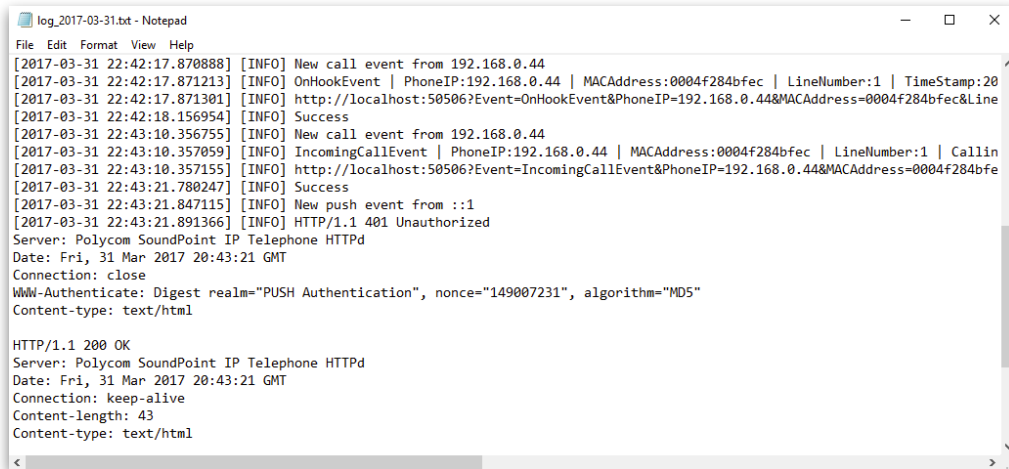 log_2017-03-31.txt - Notepad
File Edit Format View Help
[2017-03-31 22:42:17.870888] [INFO] New call event from 192.168.0.44
[2017-03-31 22:42:17.871213] [INFO] OnHookEvent | PhoneIP:192.168.0.44 | MACAddress:0004f284bfec | LineNumber:1 | TimeStamp:20
[2017-03-31 22:42:17.871301] [INFO] http://localhost:50506?Event=OnHookEvent&PhoneIP=192.168.0.44&MACAddress=0004f284bfec&Line
[2017-03-31 22:42:18.156954] [INFO] Success
[2017-03-31 22:43:10.356755] [INFO] New call event from 192.168.0.44
[2017-03-31 22:43:10.357059] [INFO] IncomingCallEvent | PhoneIP:192.168.0.44 | MACAddress:0004f284bfec | LineNumber:1 | Callin
[2017-03-31 22:43:10.357155] [INFO] http://localhost:50506?Event=IncomingCallEvent&PhoneIP=192.168.0.44&MACAddress=0004f284bfe
[2017-03-31 22:43:21.780247] [INFO] Success
[2017-03-31 22:43:21.847115] [INFO] New push event from ::1
[2017-03-31 22:43:21.891366] [INFO] HTTP/1.1 401 Unauthorized
Server: Polycom SoundPoint IP Telephone HTTPd
Date: Fri, 31 Mar 2017 20:43:21 GMT
Connection: close
WWW-Authenticate: Digest realm="PUSH Authentication", nonce="149007231", algorithm="MD5"
Content-type: text/html

HTTP/1.1 200 OK
Server: Polycom SoundPoint IP Telephone HTTPd
Date: Fri, 31 Mar 2017 20:43:21 GMT
Connection: keep-alive
Content-length: 43
Content-type: text/html